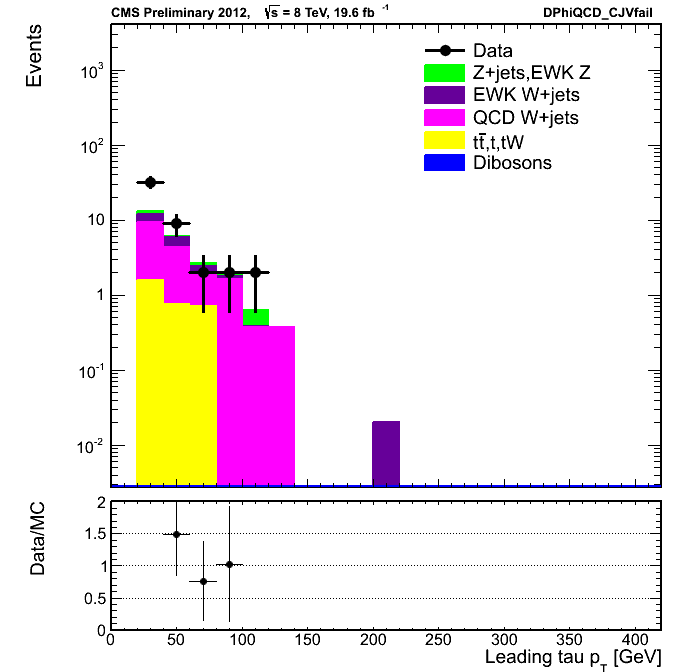 CMS Preliminary 2012, √s = 8 TeV, 19.6 fb⁻¹ DPhiQCD_CJVfail
Events
10³
10²
10
1
10⁻¹
10⁻²
Data
Z+jets,EWK Z
EWK W+jets
QCD W+jets
tt̄,t,tW
Dibosons
Data/MC
2
1.5
1
0.5
0
0 50 100 150 200 250 300 350 400
Leading tau p_T [GeV]